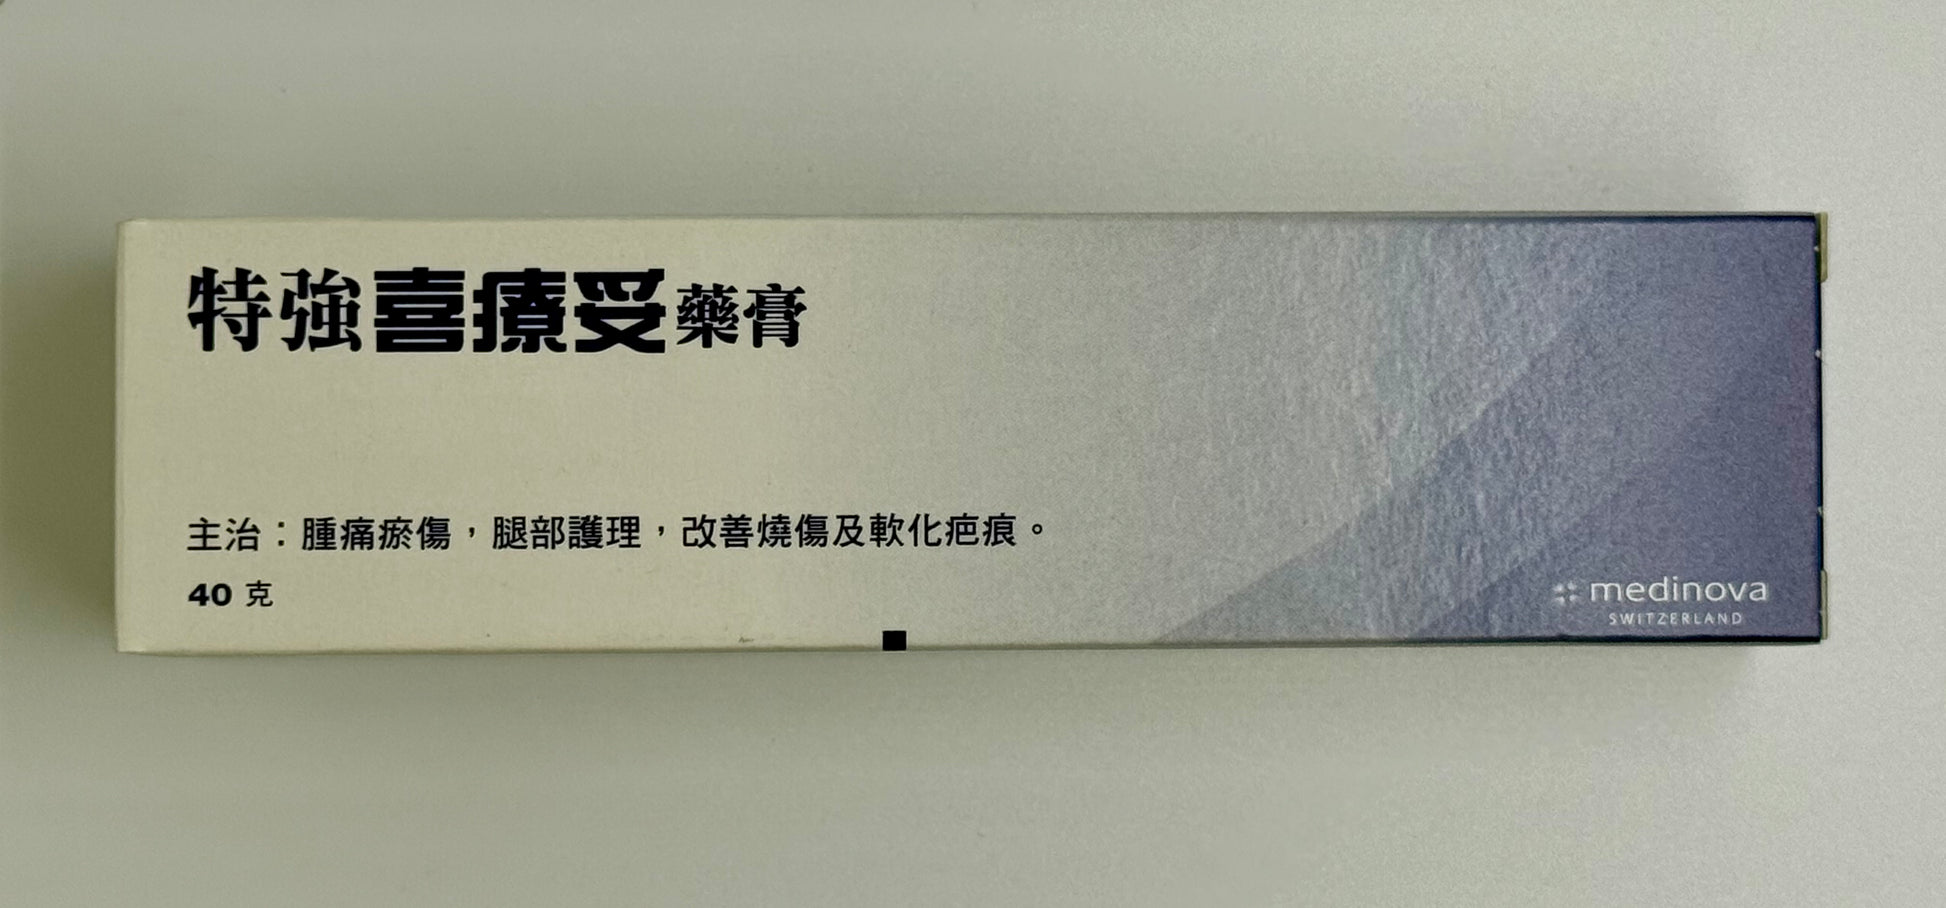 特強喜療妥藥膏
主治：腫痛瘀傷，腿部護理，改善燒傷及軟化疤痕。
40 克
medinova
SWITZERLAND